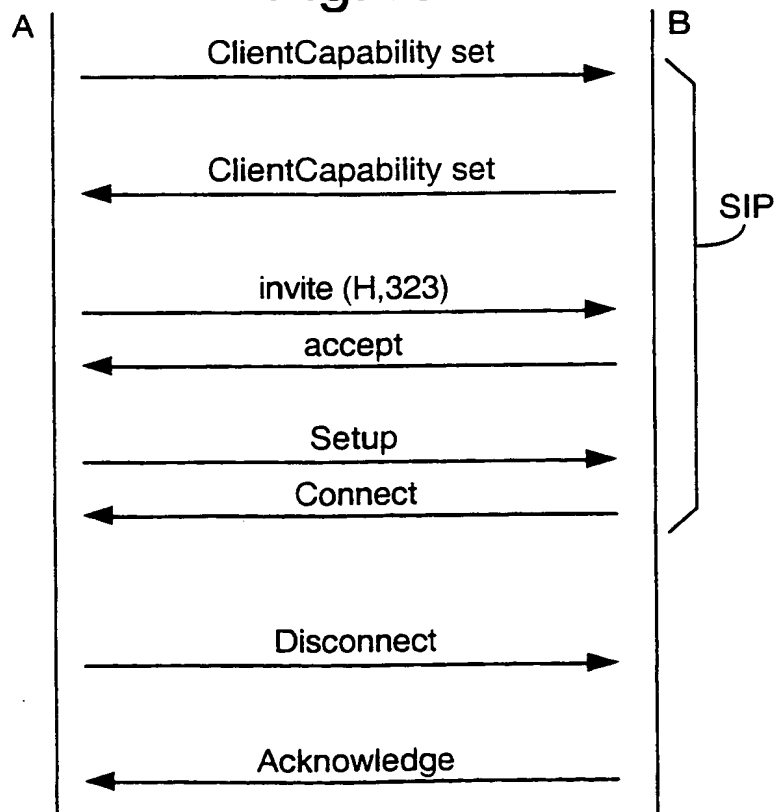 A
B
ClientCapability set
ClientCapability set
SIP
invite (H,323)
accept
Setup
Connect
Disconnect
Acknowledge